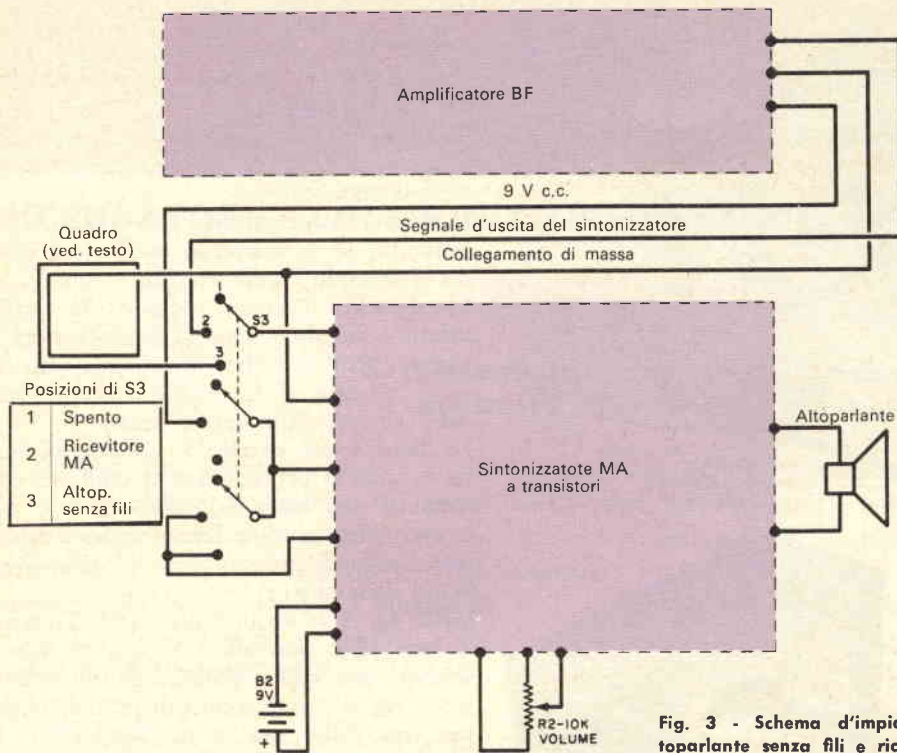 Amplificatore BF
9 V c.c.
Segnale d'uscita del sintonizzatore
Collegamento di massa
Quadro
(ved. testo)
2
S3
3
Posizioni di S3
1 Spento
2 Ricevitore
MA
3 Altop.
senza fili
Sintonizzatote MA
a transistori
Altoparlante
B2
9V
+
R2-10K
VOLUME
Fig. 3 - Schema d'impie
toparlante senza fili e ric